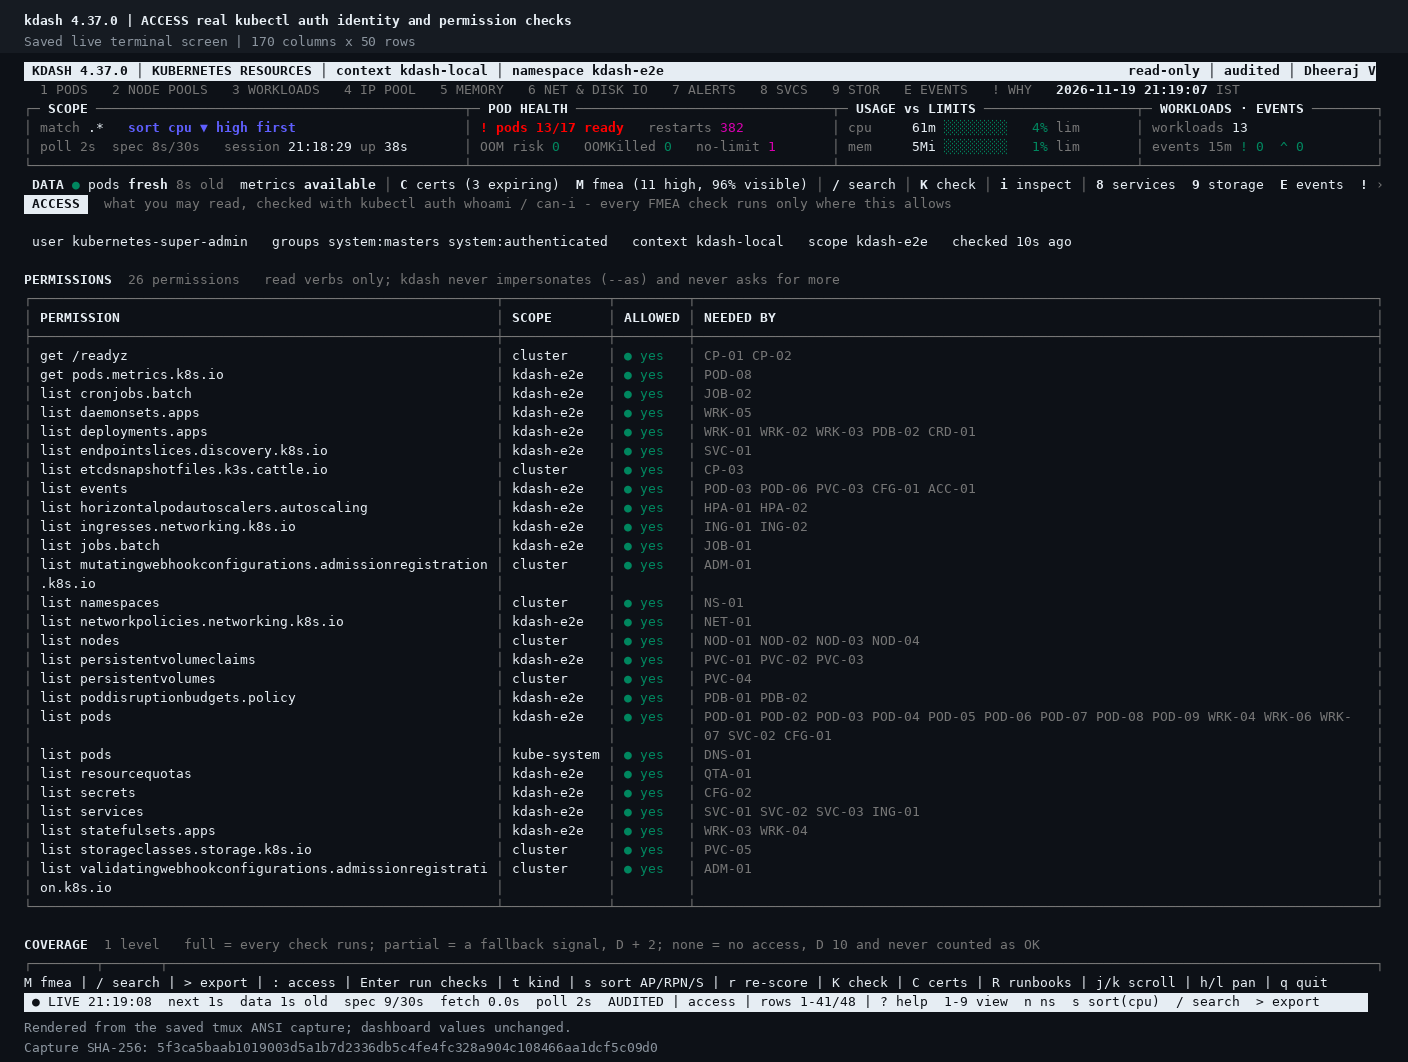 kdash 4.37.0 | ACCESS real kubectl auth identity and permission checks
Saved live terminal screen | 170 columns x 50 rows
KDASH 4.37.0 │ KUBERNETES RESOURCES │ context kdash-local │ namespace kdash-e2e read-only │ audited │ Dheeraj V
1 PODS 2 NODE POOLS 3 WORKLOADS 4 IP POOL 5 MEMORY 6 NET & DISK IO 7 ALERTS 8 SVCS 9 STOR E EVENTS ! WHY 2026-11-19 21:19:07 IST
SCOPE POD HEALTH USAGE vs LIMITS WORKLOADS · EVENTS
match .* sort cpu ▼ high first │ ! pods 13/17 ready restarts 382 │ cpu 61m ░░░░░░░░ 4% lim │ workloads 13
poll 2s spec 8s/30s session 21:18:29 up 38s │ OOM risk 0 OOMKilled 0 no-limit 1 │ mem 5Mi ░░░░░░░░ 1% lim │ events 15m ! 0 ^ 0
DATA ● pods fresh 8s old metrics available │ C certs (3 expiring) M fmea (11 high, 96% visible) │ / search │ K check │ i inspect │ 8 services 9 storage E events ! ›
ACCESS what you may read, checked with kubectl auth whoami / can-i - every FMEA check runs only where this allows
user kubernetes-super-admin groups system:masters system:authenticated context kdash-local scope kdash-e2e checked 10s ago
PERMISSIONS 26 permissions read verbs only; kdash never impersonates (--as) and never asks for more
PERMISSION │ SCOPE │ ALLOWED │ NEEDED BY
get /readyz │ cluster │ ● yes │ CP-01 CP-02
get pods.metrics.k8s.io │ kdash-e2e │ ● yes │ POD-08
list cronjobs.batch │ kdash-e2e │ ● yes │ JOB-02
list daemonsets.apps │ kdash-e2e │ ● yes │ WRK-05
list deployments.apps │ kdash-e2e │ ● yes │ WRK-01 WRK-02 WRK-03 PDB-02 CRD-01
list endpointslices.discovery.k8s.io │ kdash-e2e │ ● yes │ SVC-01
list etcdsnapshotfiles.k3s.cattle.io │ cluster │ ● yes │ CP-03
list events │ kdash-e2e │ ● yes │ POD-03 POD-06 PVC-03 CFG-01 ACC-01
list horizontalpodautoscalers.autoscaling │ kdash-e2e │ ● yes │ HPA-01 HPA-02
list ingresses.networking.k8s.io │ kdash-e2e │ ● yes │ ING-01 ING-02
list jobs.batch │ kdash-e2e │ ● yes │ JOB-01
list mutatingwebhookconfigurations.admissionregistration │ cluster │ ● yes │ ADM-01
.k8s.io
list namespaces │ cluster │ ● yes │ NS-01
list networkpolicies.networking.k8s.io │ kdash-e2e │ ● yes │ NET-01
list nodes │ cluster │ ● yes │ NOD-01 NOD-02 NOD-03 NOD-04
list persistentvolumeclaims │ kdash-e2e │ ● yes │ PVC-01 PVC-02 PVC-03
list persistentvolumes │ cluster │ ● yes │ PVC-04
list poddisruptionbudgets.policy │ kdash-e2e │ ● yes │ PDB-01 PDB-02
list pods │ kdash-e2e │ ● yes │ POD-01 POD-02 POD-03 POD-04 POD-05 POD-06 POD-07 POD-08 POD-09 WRK-04 WRK-06 WRK-
07 SVC-02 CFG-01
list pods │ kube-system │ ● yes │ DNS-01
list resourcequotas │ kdash-e2e │ ● yes │ QTA-01
list secrets │ kdash-e2e │ ● yes │ CFG-02
list services │ kdash-e2e │ ● yes │ SVC-01 SVC-02 SVC-03 ING-01
list statefulsets.apps │ kdash-e2e │ ● yes │ WRK-03 WRK-04
list storageclasses.storage.k8s.io │ cluster │ ● yes │ PVC-05
list validatingwebhookconfigurations.admissionregistrati │ cluster │ ● yes │ ADM-01
on.k8s.io
COVERAGE 1 level full = every check runs; partial = a fallback signal, D + 2; none = no access, D 10 and never counted as OK
M fmea | / search | > export | : access | Enter run checks | t kind | s sort AP/RPN/S | r re-score | K check | C certs | R runbooks | j/k scroll | h/l pan | q quit
● LIVE 21:19:08 next 1s data 1s old spec 9/30s fetch 0.0s poll 2s AUDITED | access | rows 1-41/48 | ? help 1-9 view n ns s sort(cpu) / search > export
Rendered from the saved tmux ANSI capture; dashboard values unchanged.
Capture SHA-256: 5f3ca5baab1019003d5a1b7d2336db5c4fe4fc328a904c108466aa1dcf5c09d0